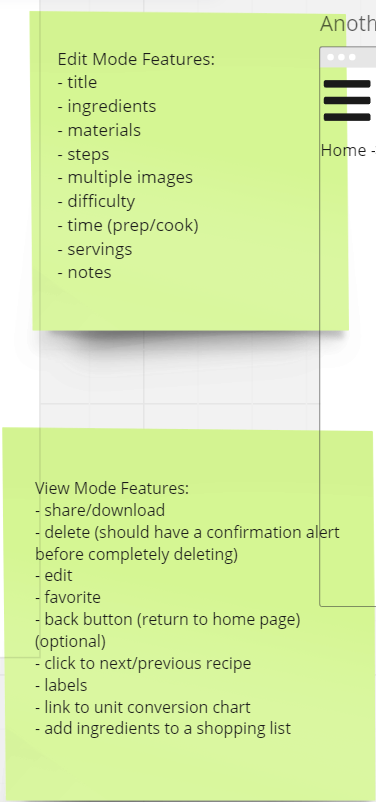 Anoth
Edit Mode Features:
- title
- ingredients
- materials
- steps
- multiple images
- difficulty
- time (prep/cook)
- servings
- notes
Home -
View Mode Features:
- share/download
- delete (should have a confirmation alert
before completely deleting)
- edit
- favorite
- back button (return to home page)
(optional)
- click to next/previous recipe
- labels
- link to unit conversion chart
- add ingredients to a shopping list